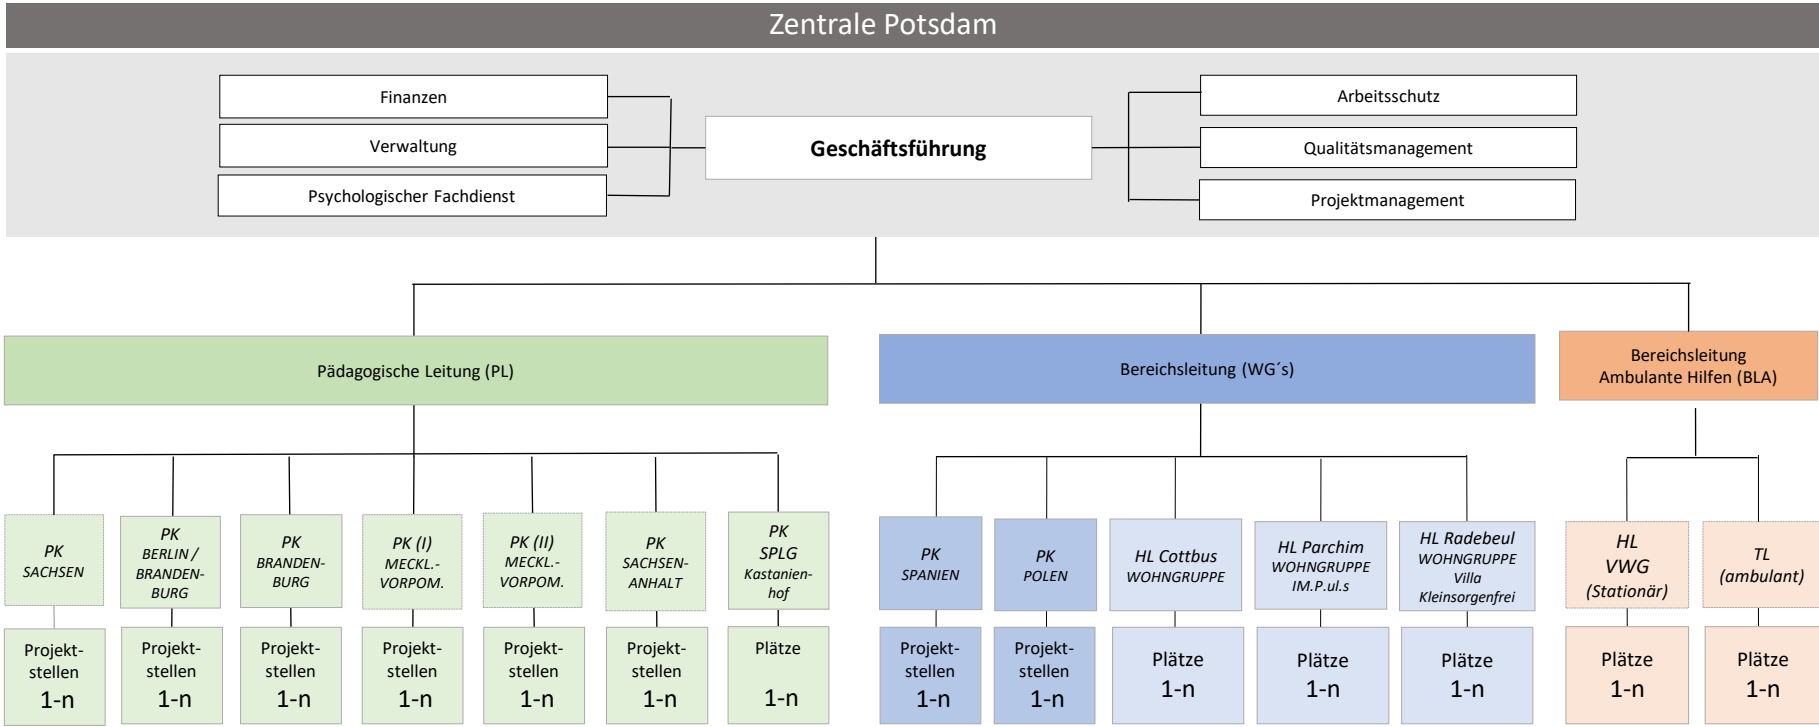 Zentrale Potsdam
Finanzen
Verwaltung
Psychologischer Fachdienst
Geschäftsführung
Arbeitsschutz
Qualitätsmanagement
Projektmanagement
Pädagogische Leitung (PL)
Bereichsleitung (WG´s)
Bereichsleitung
Ambulante Hilfen (BLA)
PK
SACHSEN
PK
BERLIN /
BRANDEN-
BURG
PK
BRANDEN-
BURG
PK (I)
MECKL.-
VORPOM.
PK (II)
MECKL.-
VORPOM.
PK
SACHSEN-
ANHALT
PK
SPLG
Kastanien-
hof
PK
SPANIEN
PK
POLEN
HL Cottbus
WOHNGRUPPE
HL Parchim
WOHNGRUPPE
IM.P.ul.s
HL Radebeul
WOHNGRUPPE
Villa
Kleinsorgenfrei
HL
VWG
(Stationär)
TL
(ambulant)
Projekt-
stellen
1-n
Projekt-
stellen
1-n
Projekt-
stellen
1-n
Projekt-
stellen
1-n
Projekt-
stellen
1-n
Projekt-
stellen
1-n
Plätze
1-n
Projekt-
stellen
1-n
Projekt-
stellen
1-n
Plätze
1-n
Plätze
1-n
Plätze
1-n
Plätze
1-n
Plätze
1-n